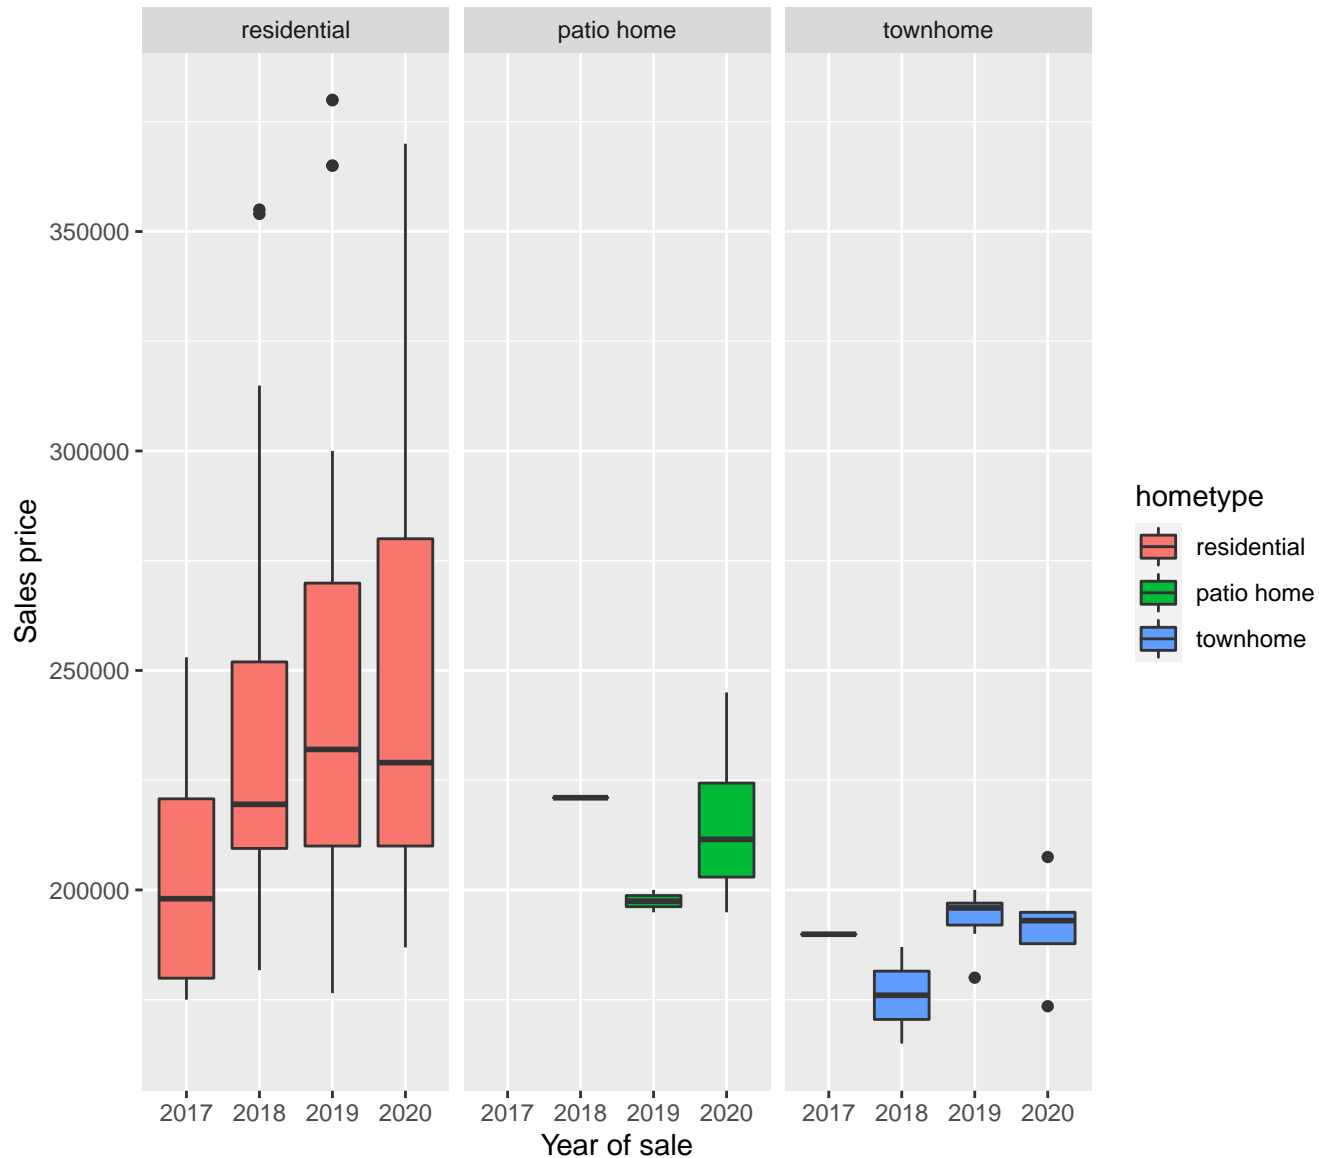 residential patio home townhome
Sales price
350000
300000
250000
200000
2017 2018 2019 2020 2017 2018 2019 2020 2017 2018 2019 2020
Year of sale
hometype
residential
patio home
townhome